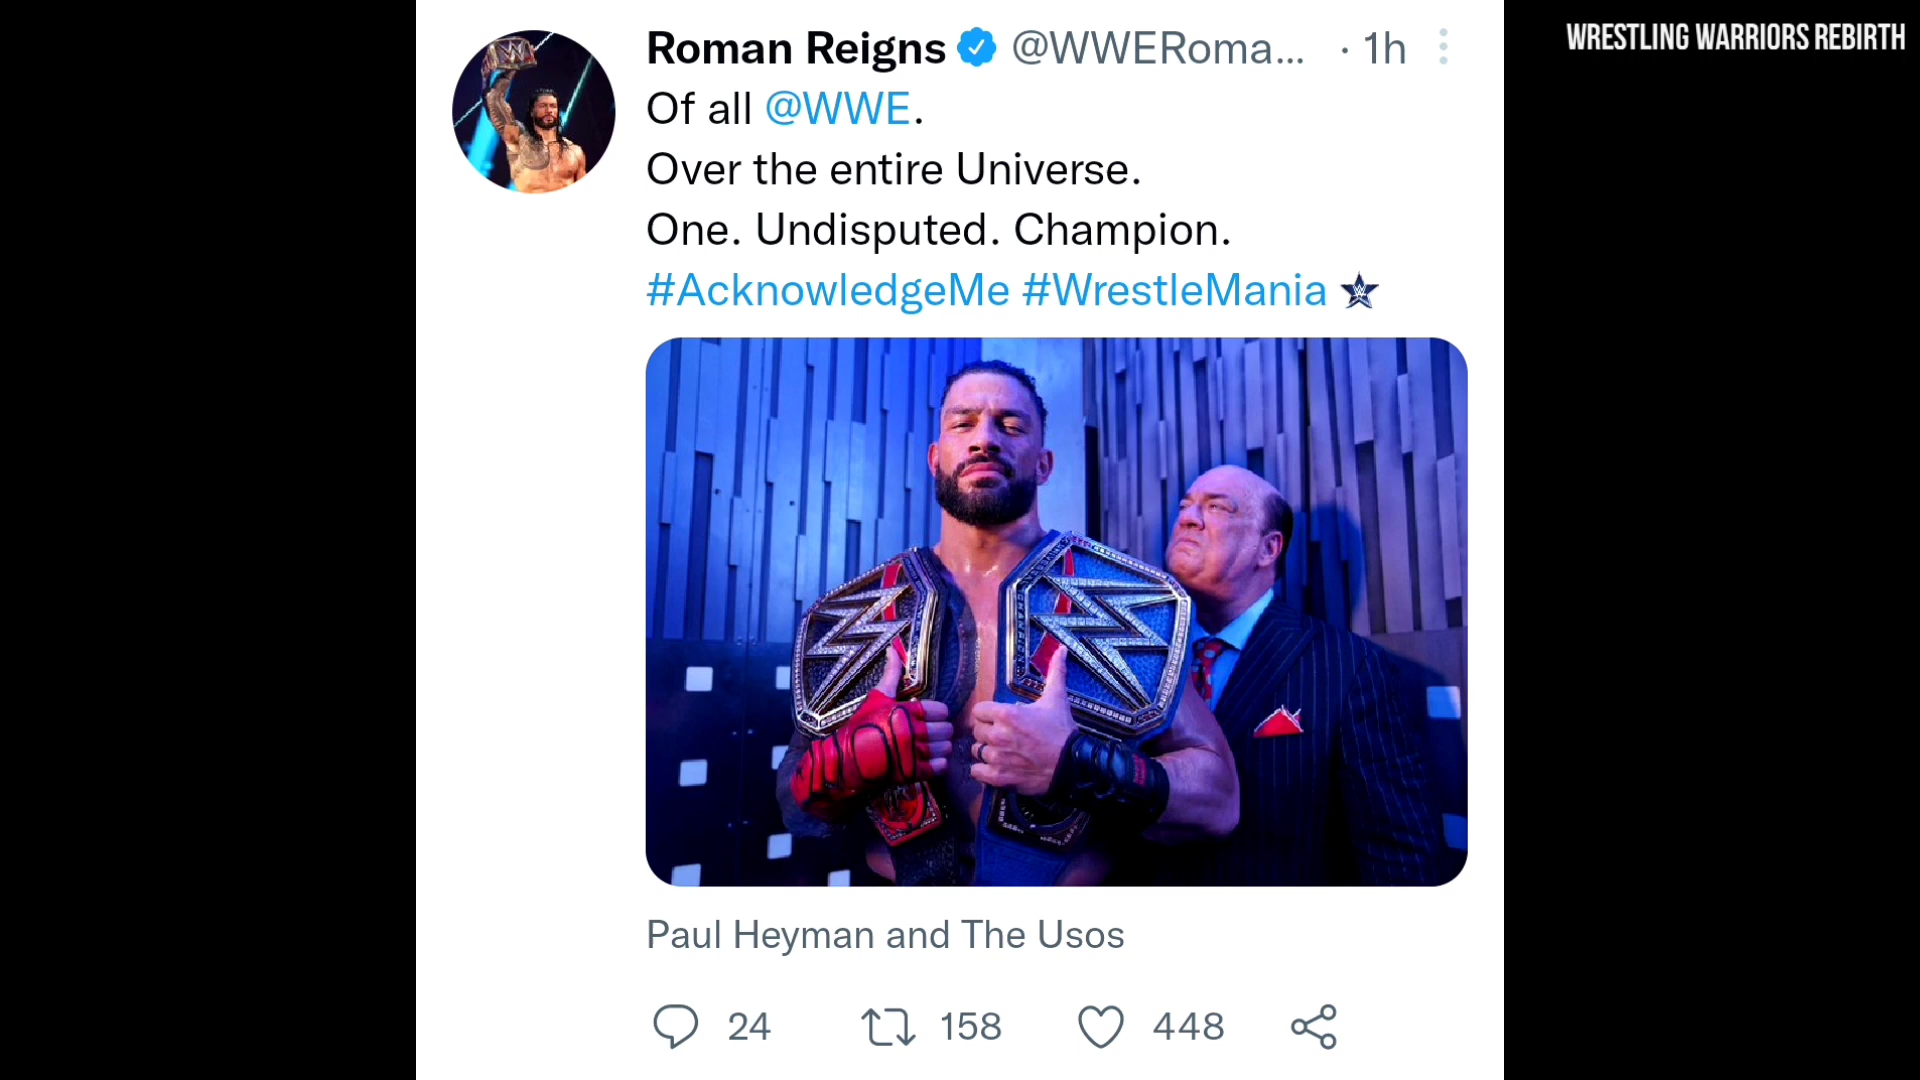 WRESTLING WARRIORS REBIRTH
Roman Reigns @WWERoma... · 1h
Of all @WWE.
Over the entire Universe.
One. Undisputed. Champion.
#AcknowledgeMe #WrestleMania
Paul Heyman and The Usos
24 158 448